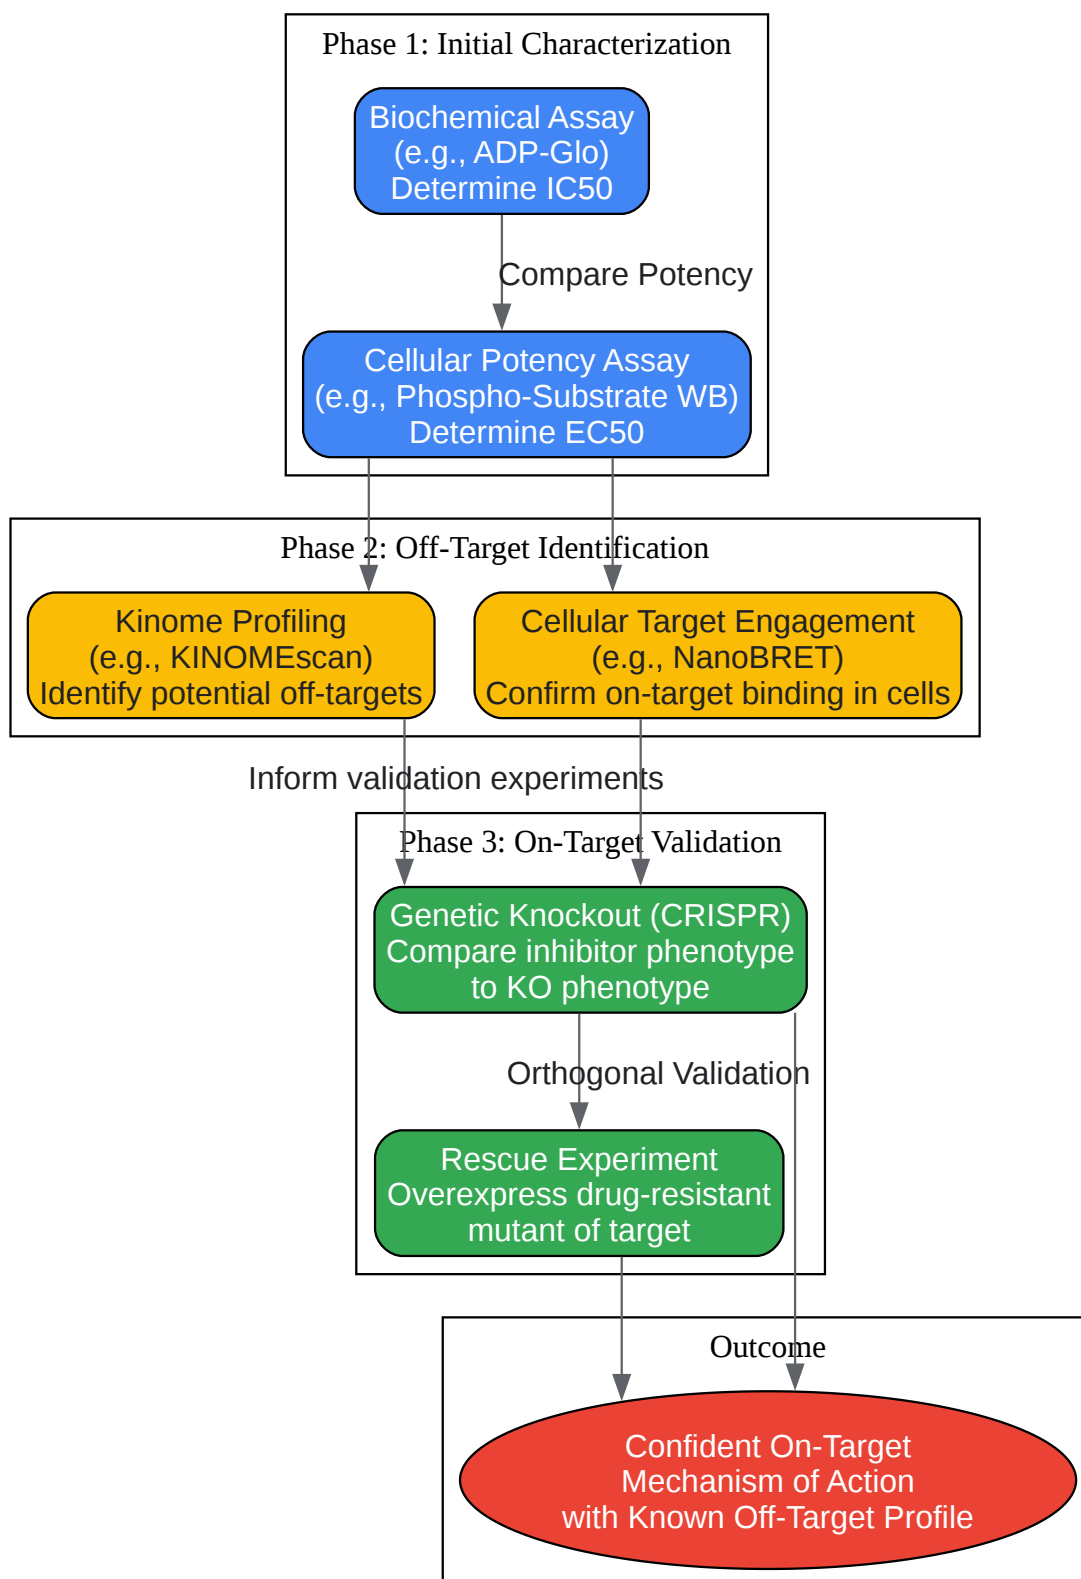 Phase 1: Initial Characterization
Biochemical Assay
(e.g., ADP-Glo)
Determine IC50
Compare Potency
Cellular Potency Assay
(e.g., Phospho-Substrate WB)
Determine EC50
Phase 2: Off-Target Identification
Kinome Profiling
(e.g., KINOMEscan)
Identify potential off-targets
Cellular Target Engagement
(e.g., NanoBRET)
Confirm on-target binding in cells
Inform validation experiments
Phase 3: On-Target Validation
Genetic Knockout (CRISPR)
Compare inhibitor phenotype
to KO phenotype
Orthogonal Validation
Rescue Experiment
Overexpress drug-resistant
mutant of target
Outcome
Confident On-Target
Mechanism of Action
with Known Off-Target Profile